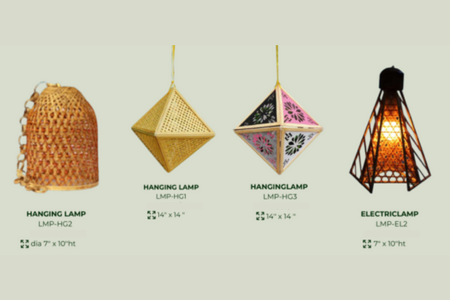 HANGING LAMP
LMP-HG2
dia 7" x 10"ht
HANGING LAMP
LMP-HG1
14" x 14 "
HANGINGLAMP
LMP-HG3
14" x 14 "
ELECTRICLAMP
LMP-EL2
7" x 10"ht